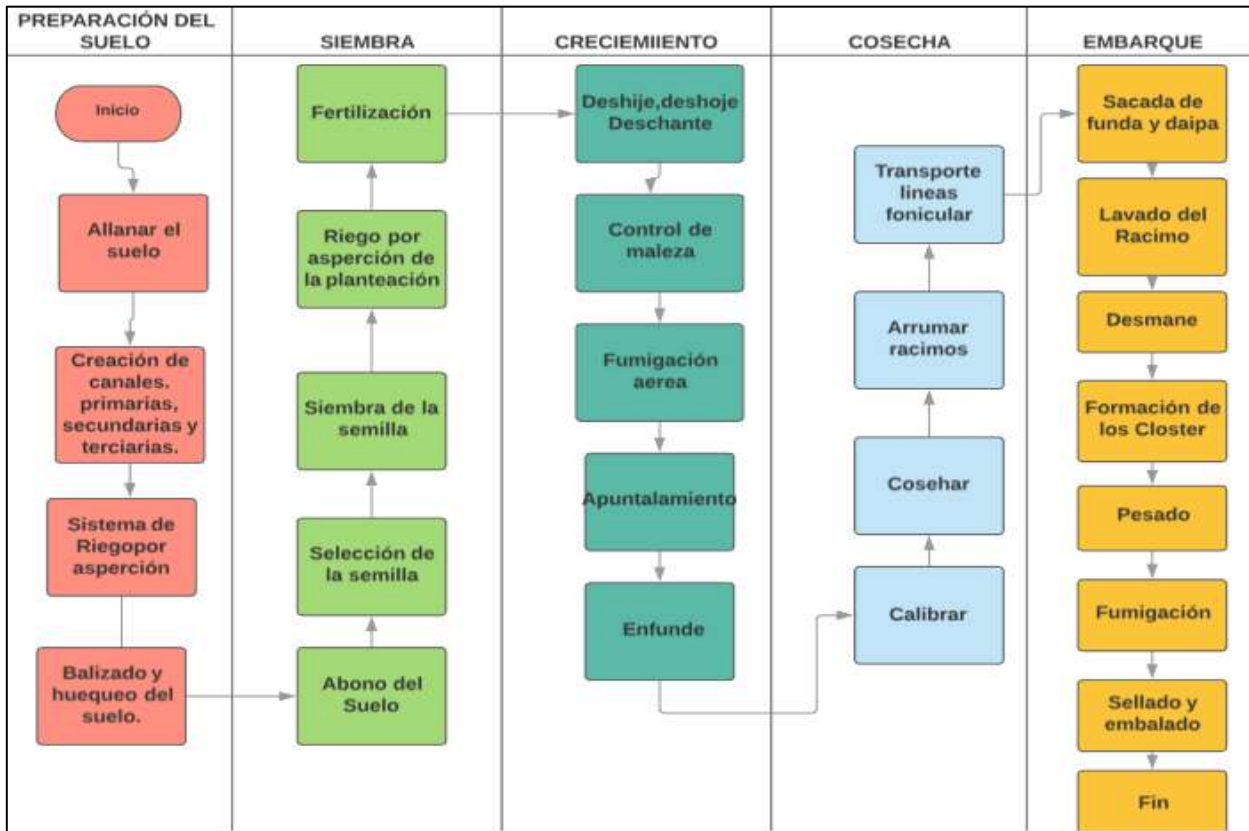 PREPARACIÓN DEL
SUELO
SIEMBRA
CRECIEMIIENTO
COSECHA
EMBARQUE
Inicio
Allanar el
suelo
Creación de
canales.
primarias,
secundarias y
terciarias.
Sistema de
Riegopor
asperción
Balizado y
huequeo del
suelo.
Fertilización
Riego por
asperción de
la planteación
Siembra de la
semilla
Selección de
la semilla
Abono del
Suelo
Deshije,deshoje
Deschante
Control de
maleza
Fumigación
aerea
Apuntalamiento
Enfunde
Transporte
lineas
fonicular
Arrumar
racimos
Cosehar
Calibrar
Sacada de
funda y daipa
Lavado del
Racimo
Desmane
Formación de
los Closter
Pesado
Fumigación
Sellado y
embalado
Fin